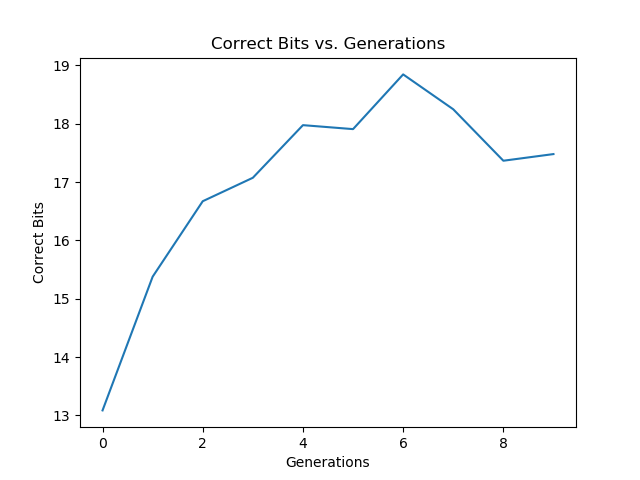 Correct Bits vs. Generations
19
18
17
16
15
14
13
Correct Bits
0 2 4 6 8
Generations